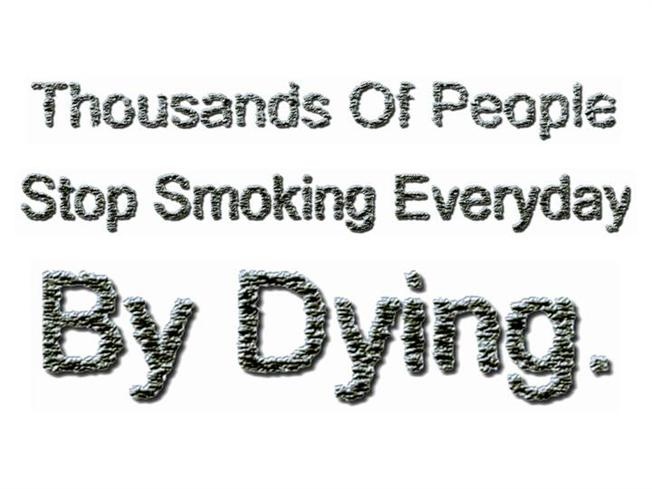 Thousands Of People
Stop Smoking Everyday
By Dying.